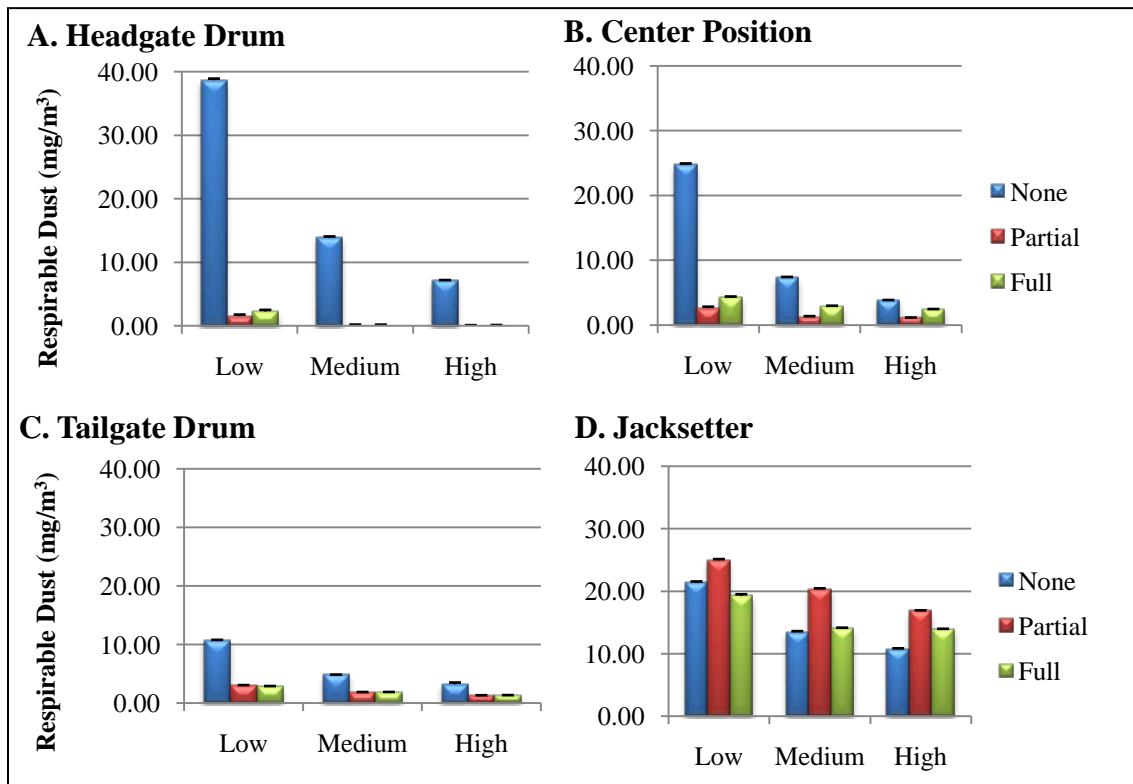 A. Headgate Drum
Respirable Dust (mg/m³)
40.00
30.00
20.00
10.00
0.00
Low Medium High
B. Center Position
40.00
30.00
20.00
10.00
0.00
Low Medium High
None
Partial
Full
C. Tailgate Drum
Respirable Dust (mg/m³)
40.00
30.00
20.00
10.00
0.00
Low Medium High
D. Jacksetter
40.00
30.00
20.00
10.00
0.00
Low Medium High
None
Partial
Full